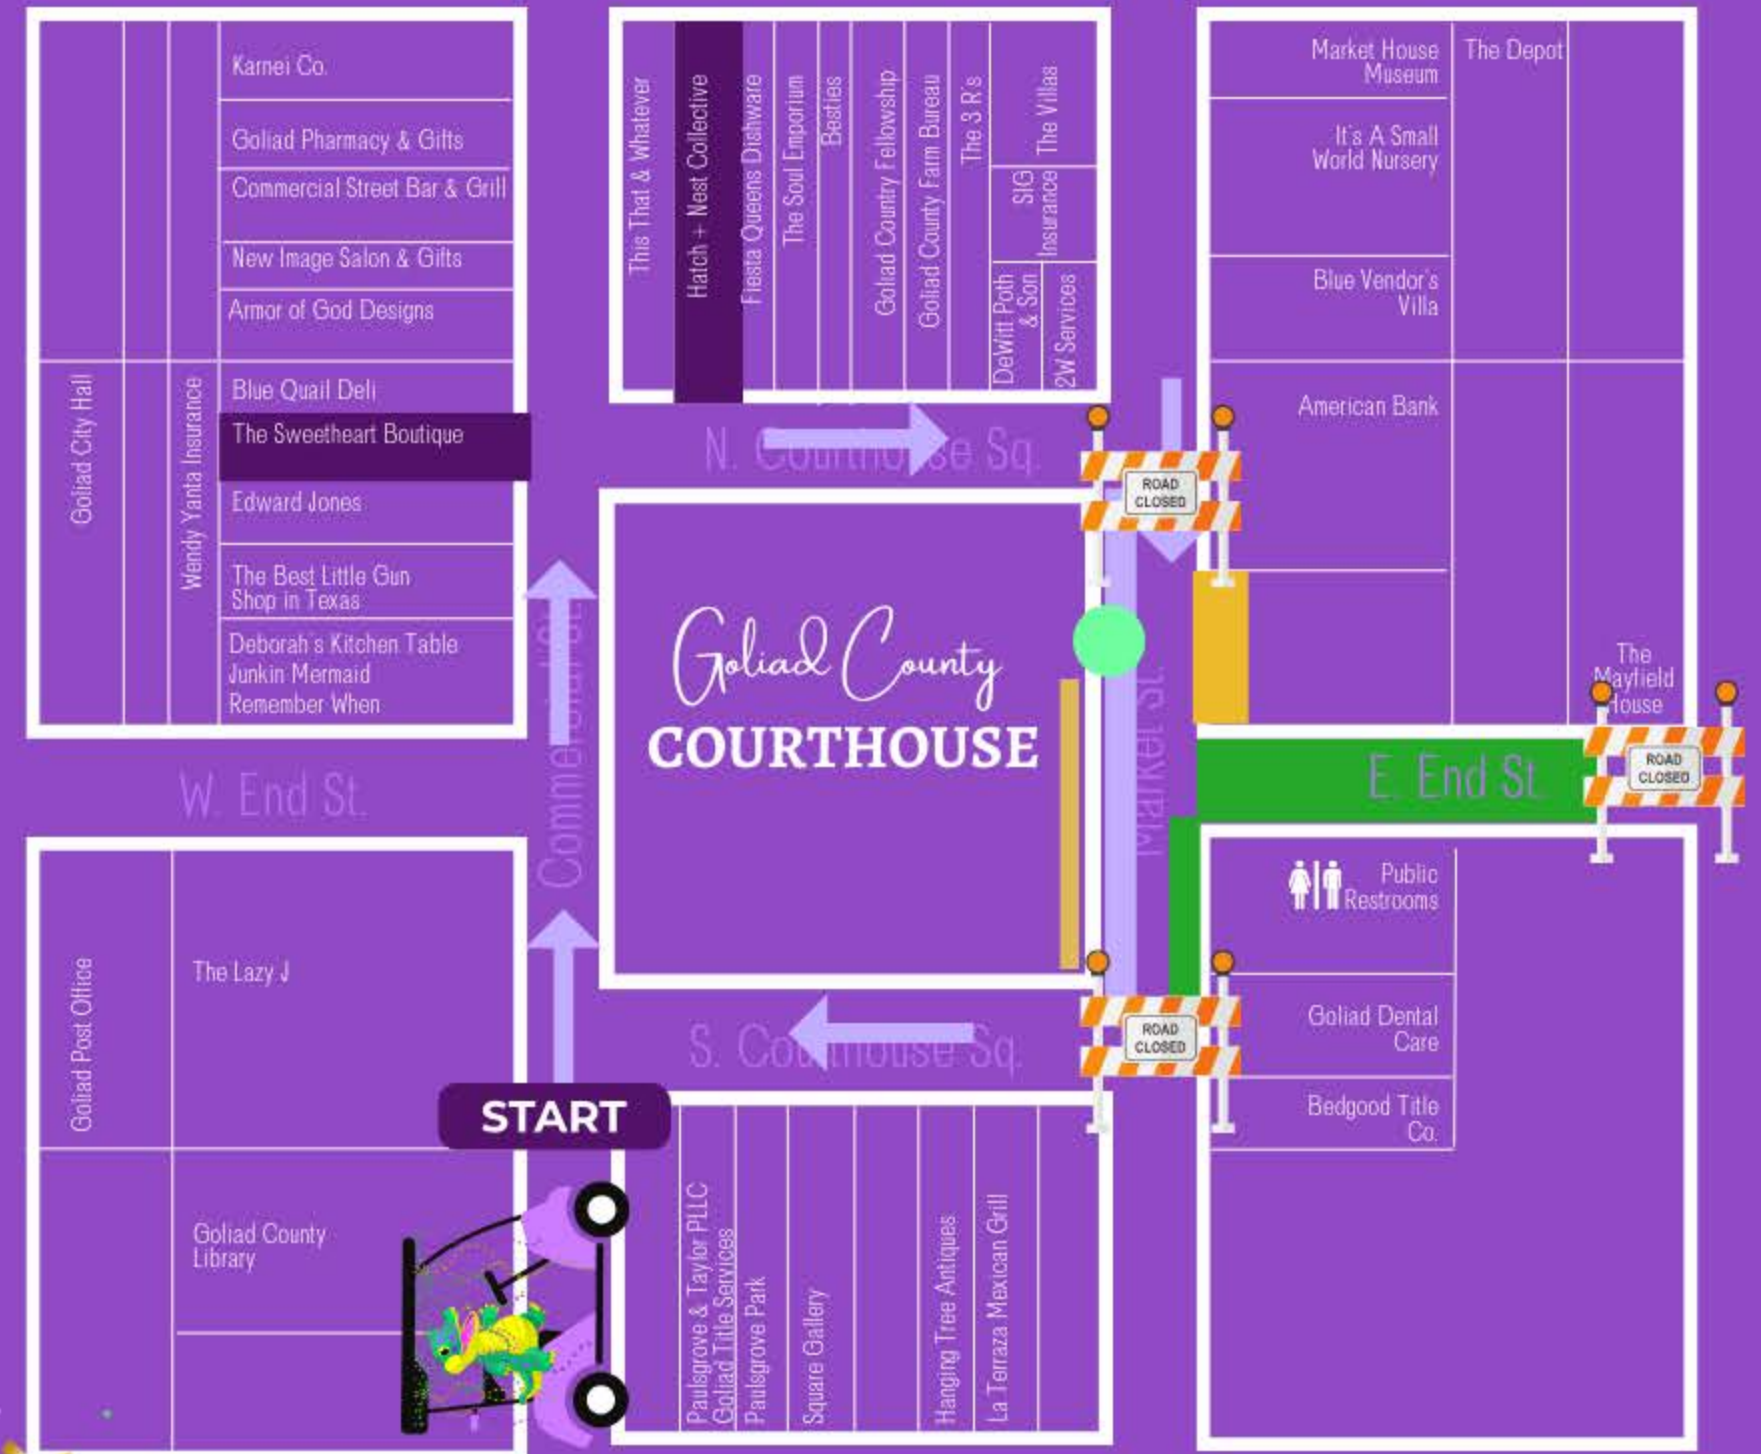 Karnei Co.
Goliad Pharmacy & Gifts
Commercial Street Bar & Grill
New Image Salon & Gifts
Armor of God Designs
Goliad City Hall
Wendy Yanta Insurance
Blue Quail Deli
The Sweetheart Boutique
Edward Jones
The Best Little Gun
Shop in Texas
Deborah's Kitchen Table
Junkin Mermaid
Remember When
This That & Whatever
Hatch + Nest Collective
Fiesta Queens Dishware
The Soul Emporium
Besties
Goliad Country Fellowship
Goliad County Farm Bureau
The 3 R's
The Villas
SIG
Insurance
DeWitt Poth
& Son
2W Services
Market House
Museum
The Depot
It's A Small
World Nursery
Blue Vendor's
Villa
American Bank
The
Mayfield
House
N. Courthouse Sq.
ROAD
CLOSED
Goliad County
COURTHOUSE
Commercial St.
Market St.
W. End St.
E. End St.
ROAD
CLOSED
Goliad Post Office
The Lazy J
Goliad County
Library
S. Courthouse Sq.
ROAD
CLOSED
START
Paulsgrove & Taylor PLLC
Goliad Title Services
Paulsgrove Park
Square Gallery
Hanging Tree Antiques
La Terraza Mexican Grill
Public
Restrooms
Goliad Dental
Care
Bedgood Title
Co.